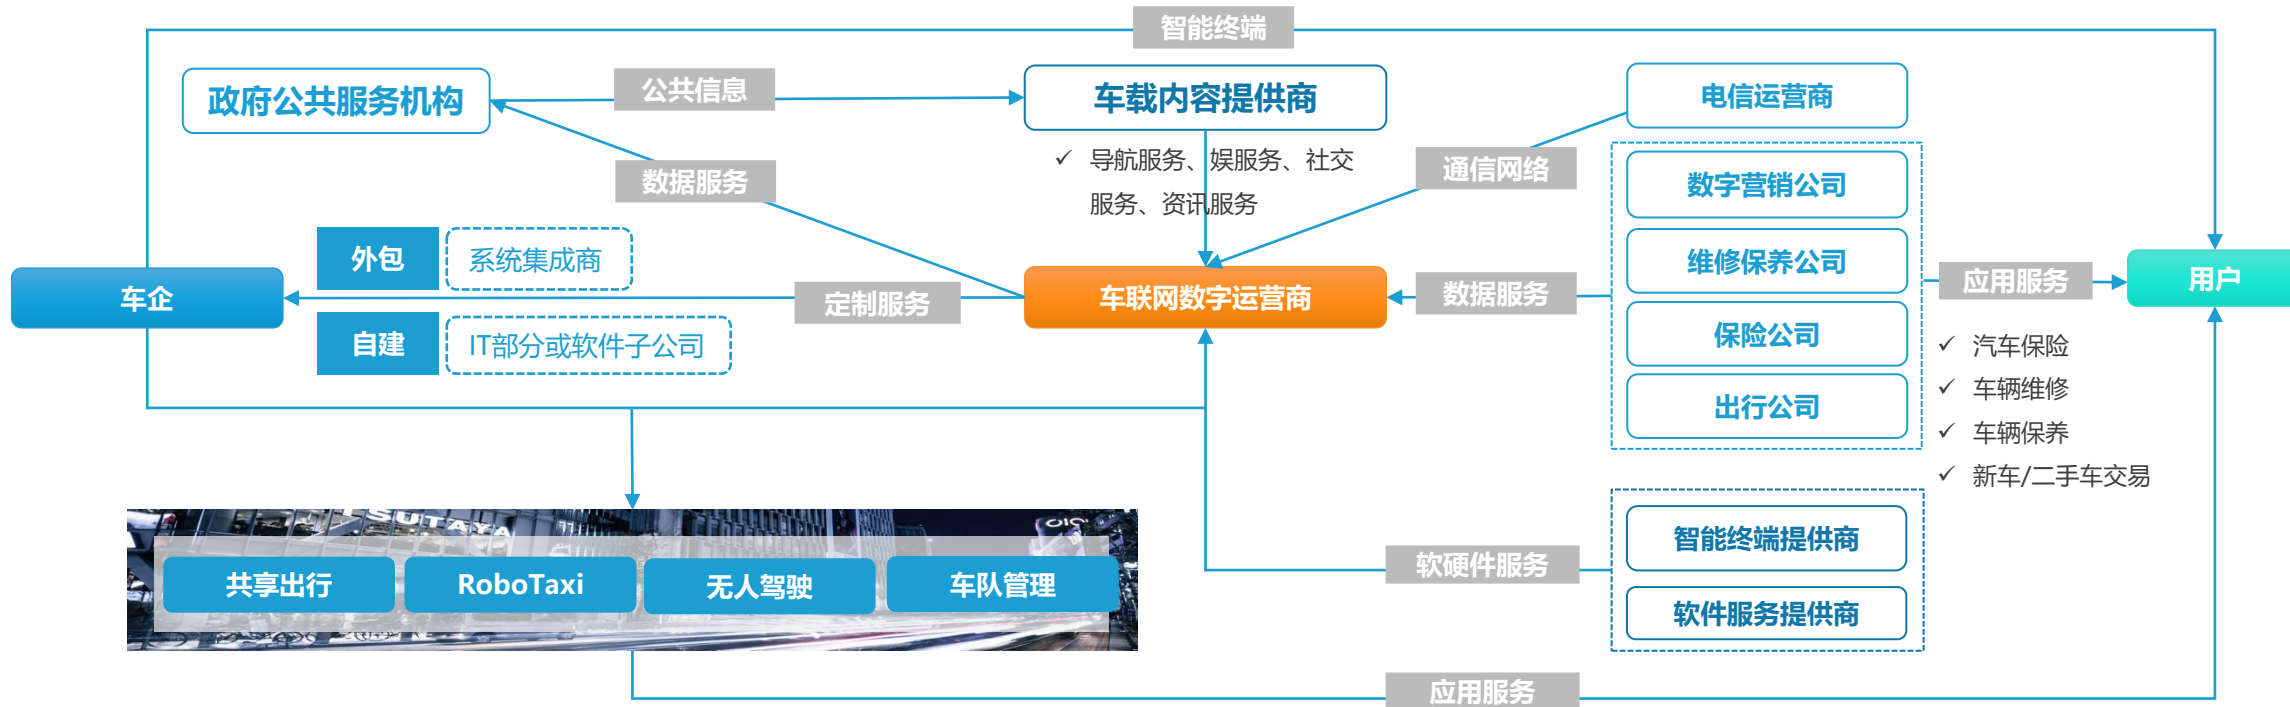 智能终端
政府公共服务机构
公共信息
车载内容提供商
电信运营商
导航服务、娱服务、社交
服务、资讯服务
通信网络
数据服务
数字营销公司
外包
系统集成商
维修保养公司
车企
定制服务
车联网数字运营商
数据服务
应用服务
用户
自建
IT部分或软件子公司
保险公司
汽车保险
出行公司
车辆维修
车辆保养
新车/二手车交易
TSUTAYA
OIOI
共享出行
RoboTaxi
无人驾驶
车队管理
软硬件服务
智能终端提供商
软件服务提供商
应用服务